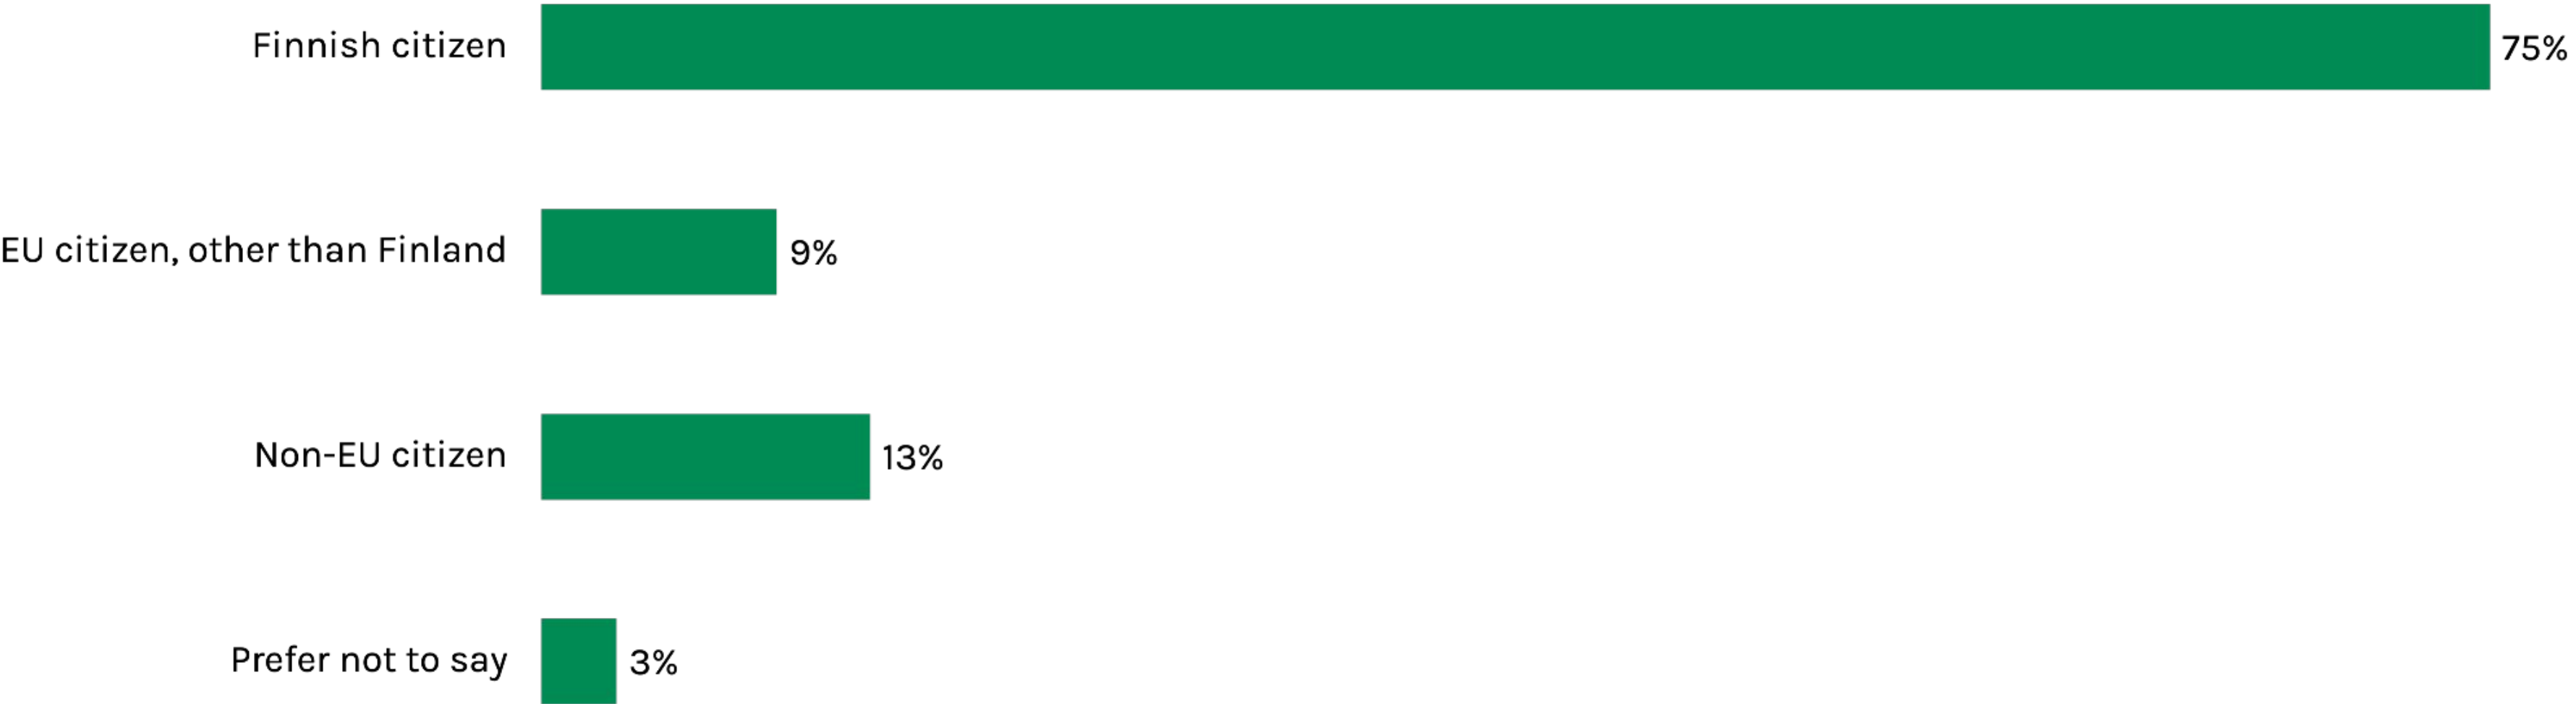 Finnish citizen 75%
EU citizen, other than Finland 9%
Non-EU citizen 13%
Prefer not to say 3%